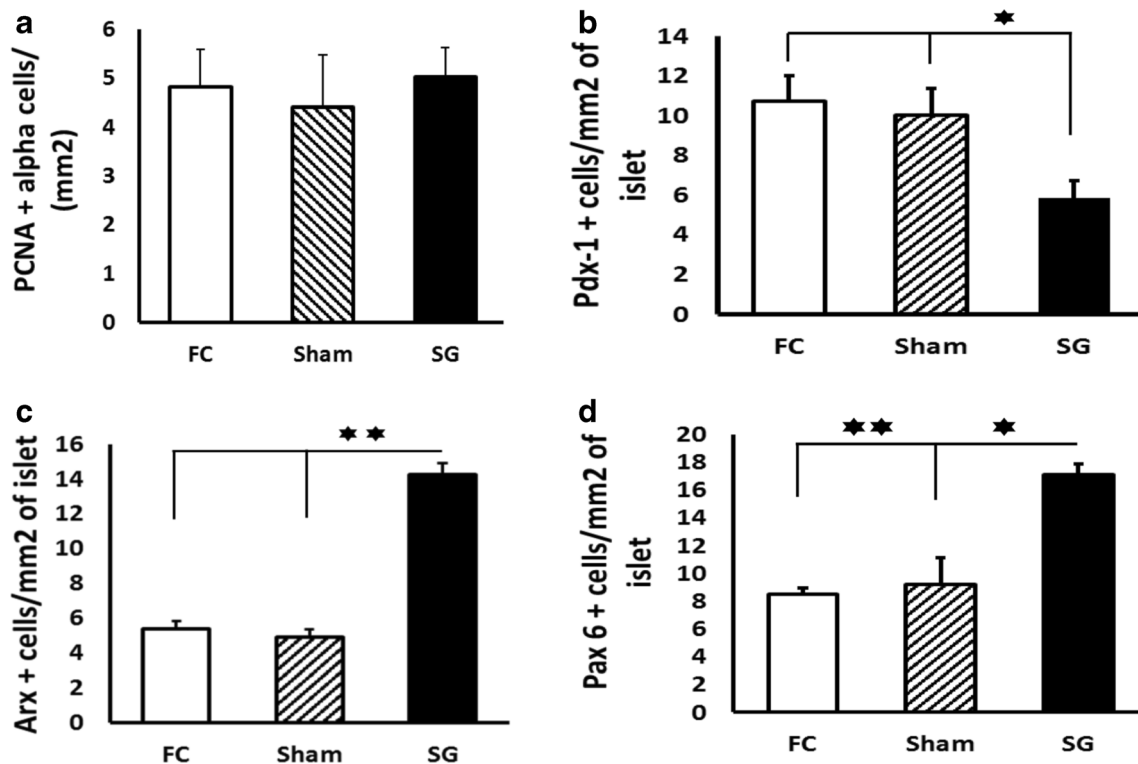 a
PCNA + alpha cells/
(mm2)
6
5
4
3
2
1
0
FC Sham SG
b
Pdx-1 + cells/mm2 of
islet
14
12
10
8
6
4
2
0
FC Sham SG
c
Arx + cells/mm2 of islet
16
14
12
10
8
6
4
2
0
FC Sham SG
d
Pax 6 + cells/mm2 of
islet
20
18
16
14
12
10
8
6
4
2
0
FC Sham SG